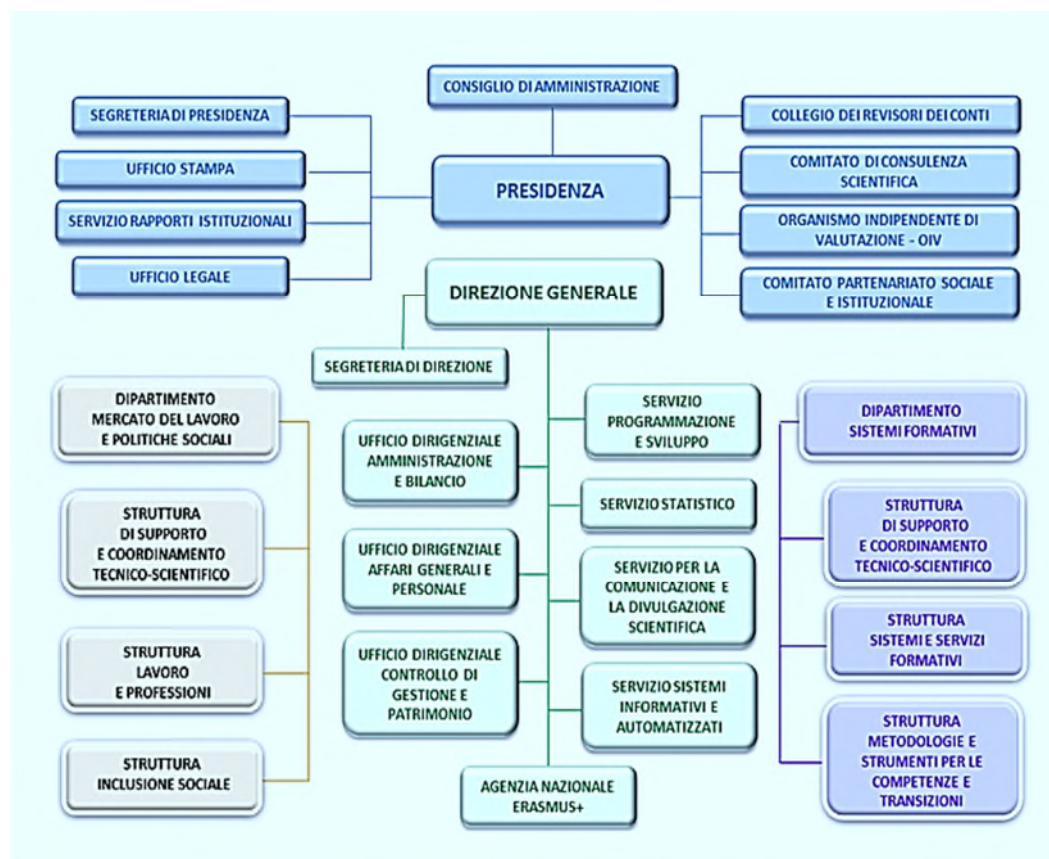 CONSIGLIO DI AMMINISTRAZIONE
SEGRETERIA DI PRESIDENZA
UFFICIO STAMPA
SERVIZIO RAPPORTI ISTITUZIONALI
UFFICIO LEGALE
PRESIDENZA
COLLEGIO DEI REVISORI DEI CONTI
COMITATO DI CONSULENZA
SCIENTIFICA
ORGANISMO INDIPENDENTE DI
VALUTAZIONE - OIV
COMITATO PARTENARIATO SOCIALE
E ISTITUZIONALE
DIREZIONE GENERALE
SEGRETERIA DI DIREZIONE
DIPARTIMENTO
MERCATO DEL LAVORO
E POLITICHE SOCIALI
STRUTTURA
DI SUPPORTO
E COORDINAMENTO
TECNICO-SCIENTIFICO
STRUTTURA
LAVORO
E PROFESSIONI
STRUTTURA
INCLUSIONE SOCIALE
UFFICIO DIRIGENZIALE
AMMINISTRAZIONE
E BILANCIO
UFFICIO DIRIGENZIALE
AFFARI GENERALI E
PERSONALE
UFFICIO DIRIGENZIALE
CONTROLLO DI
GESTIONE E
PATRIMONIO
SERVIZIO
PROGRAMMAZIONE
E SVILUPPO
SERVIZIO STATISTICO
SERVIZIO PER LA
COMUNICAZIONE E
LA DIVULGAZIONE
SCIENTIFICA
SERVIZIO SISTEMI
INFORMATIVI E
AUTOMATIZZATI
AGENZIA NAZIONALE
ERASMUS+
DIPARTIMENTO
SISTEMI FORMATIVI
STRUTTURA
DI SUPPORTO
E COORDINAMENTO
TECNICO-SCIENTIFICO
STRUTTURA
SISTEMI E SERVIZI
FORMATIVI
STRUTTURA
METODOLOGIE E
STRUMENTI PER LE
COMPETENZE E
TRANSIZIONI